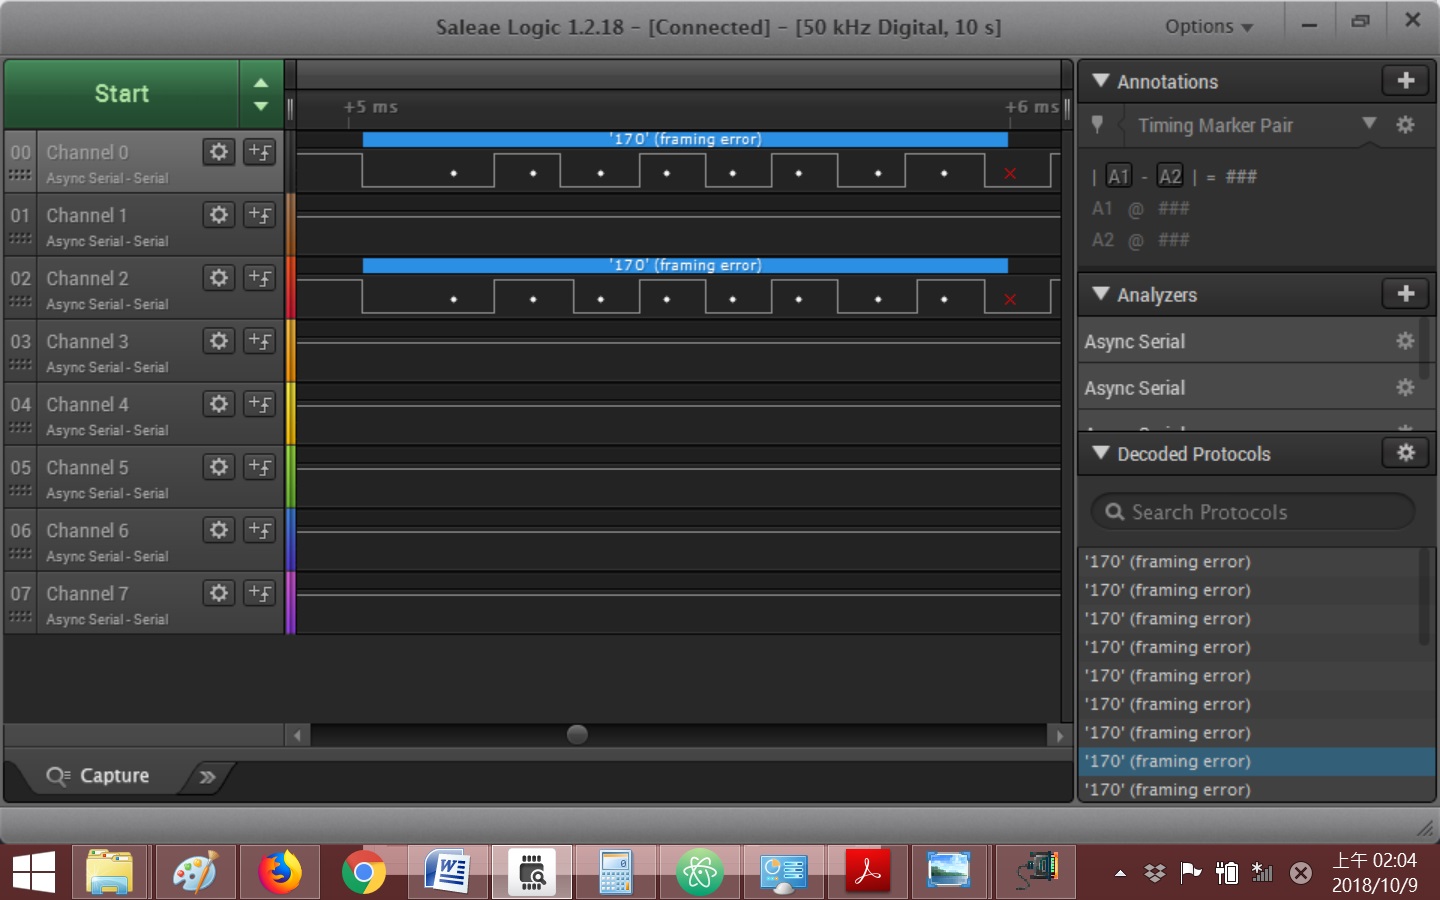 Saleae Logic 1.2.18 - [Connected] - [50 kHz Digital, 10 s]
Options
Start
+5 ms
+6 ms
00 Channel 0
Async Serial - Serial
'170' (framing error)
01 Channel 1
Async Serial - Serial
02 Channel 2
Async Serial - Serial
'170' (framing error)
03 Channel 3
Async Serial - Serial
04 Channel 4
Async Serial - Serial
05 Channel 5
Async Serial - Serial
06 Channel 6
Async Serial - Serial
07 Channel 7
Async Serial - Serial
Capture
Annotations
Timing Marker Pair
| A1 - A2 | = ###
A1 @ ###
A2 @ ###
Analyzers
Async Serial
Async Serial
Decoded Protocols
Search Protocols
'170' (framing error)
'170' (framing error)
'170' (framing error)
'170' (framing error)
'170' (framing error)
'170' (framing error)
'170' (framing error)
'170' (framing error)
'170' (framing error)
上午 02:04
2018/10/9